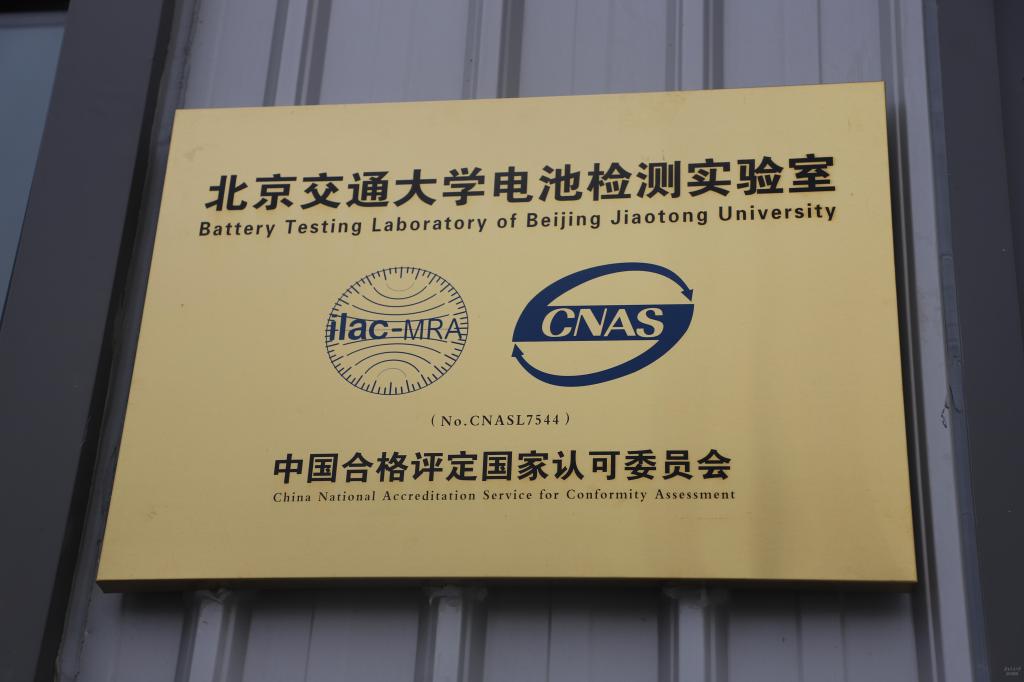 北京交通大学电池检测实验室
Battery Testing Laboratory of Beijing Jiaotong University
ilac-MRA
CNAS
(No.CNASL7544)
中国合格评定国家认可委员会
China National Accreditation Service for Conformity Assessment